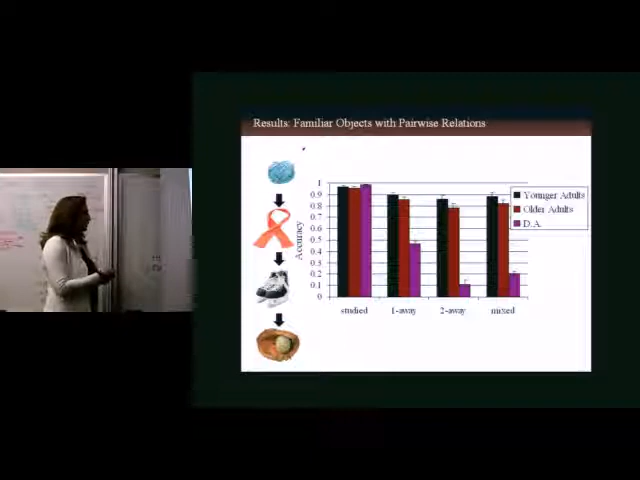 Results: Familiar Objects with Pairwise Relations
1
0.9
0.8
0.7
0.6
0.5
0.4
0.3
0.2
0.1
0
Accuracy
studied 1-away 2-away mixed
Younger Adults
Older Adults
D.A.